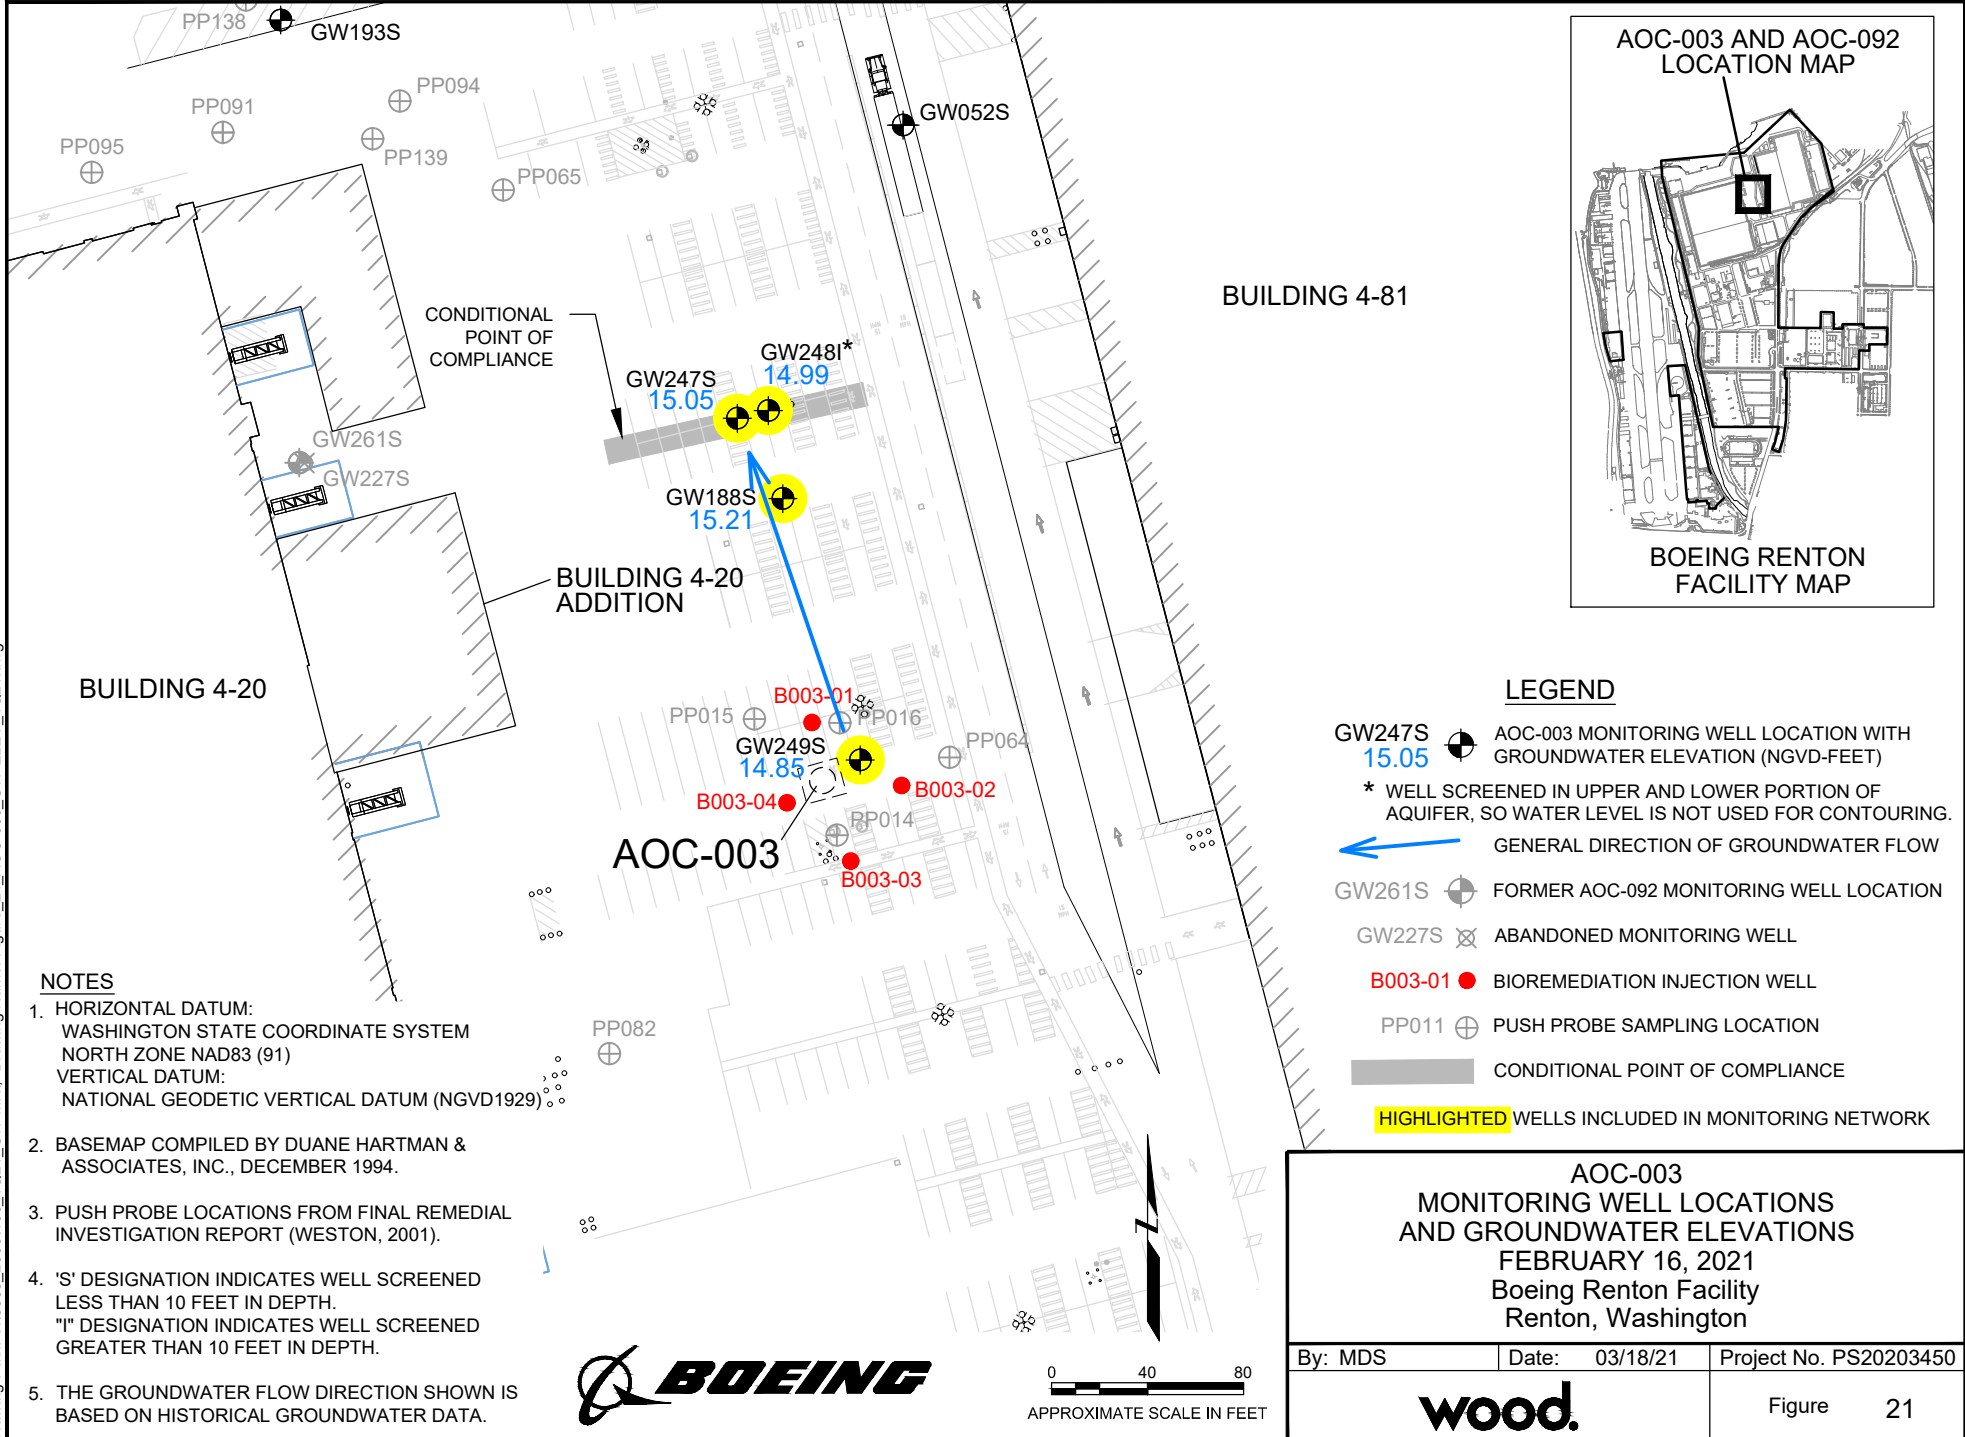 PP138
GW193S
PP094
PP091
PP139
PP095
PP065
GW052S
AOC-003 AND AOC-092
LOCATION MAP
BOEING RENTON
FACILITY MAP
BUILDING 4-81
CONDITIONAL
POINT OF
COMPLIANCE
GW248I*
14.99
GW247S
15.05
GW188S
15.21
GW261S
GW227S
BUILDING 4-20
ADDITION
BUILDING 4-20
B003-01
PP015
PP016
GW249S
14.85
PP064
B003-02
B003-04
PP014
AOC-003
B003-03
PP082
LEGEND
GW247S
15.05
AOC-003 MONITORING WELL LOCATION WITH
GROUNDWATER ELEVATION (NGVD-FEET)
* WELL SCREENED IN UPPER AND LOWER PORTION OF
AQUIFER, SO WATER LEVEL IS NOT USED FOR CONTOURING.
GENERAL DIRECTION OF GROUNDWATER FLOW
GW261S FORMER AOC-092 MONITORING WELL LOCATION
GW227S ABANDONED MONITORING WELL
B003-01 BIOREMEDIATION INJECTION WELL
PP011 PUSH PROBE SAMPLING LOCATION
CONDITIONAL POINT OF COMPLIANCE
HIGHLIGHTED WELLS INCLUDED IN MONITORING NETWORK
NOTES
1. HORIZONTAL DATUM:
WASHINGTON STATE COORDINATE SYSTEM
NORTH ZONE NAD83 (91)
VERTICAL DATUM:
NATIONAL GEODETIC VERTICAL DATUM (NGVD1929)
2. BASEMAP COMPILED BY DUANE HARTMAN &
ASSOCIATES, INC., DECEMBER 1994.
3. PUSH PROBE LOCATIONS FROM FINAL REMEDIAL
INVESTIGATION REPORT (WESTON, 2001).
4. 'S' DESIGNATION INDICATES WELL SCREENED
LESS THAN 10 FEET IN DEPTH.
"I" DESIGNATION INDICATES WELL SCREENED
GREATER THAN 10 FEET IN DEPTH.
5. THE GROUNDWATER FLOW DIRECTION SHOWN IS
BASED ON HISTORICAL GROUNDWATER DATA.
BOEING
0 40 80
APPROXIMATE SCALE IN FEET
Z
AOC-003
MONITORING WELL LOCATIONS
AND GROUNDWATER ELEVATIONS
FEBRUARY 16, 2021
Boeing Renton Facility
Renton, Washington
By: MDS Date: 03/18/21 Project No. PS20203450
wood.
Figure 21